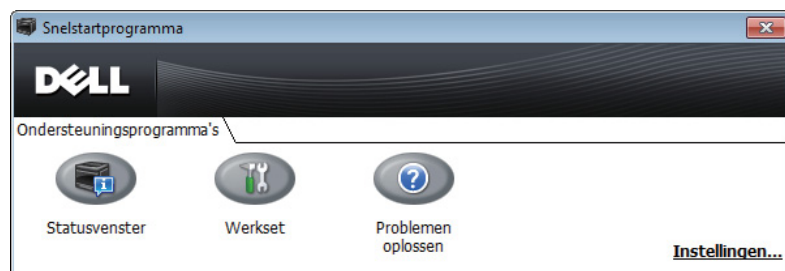 Snelstartprogramma
DELL
Ondersteuningsprogramma's
Statusvenster
Werkset
Problemen
oplossen
Instellingen...